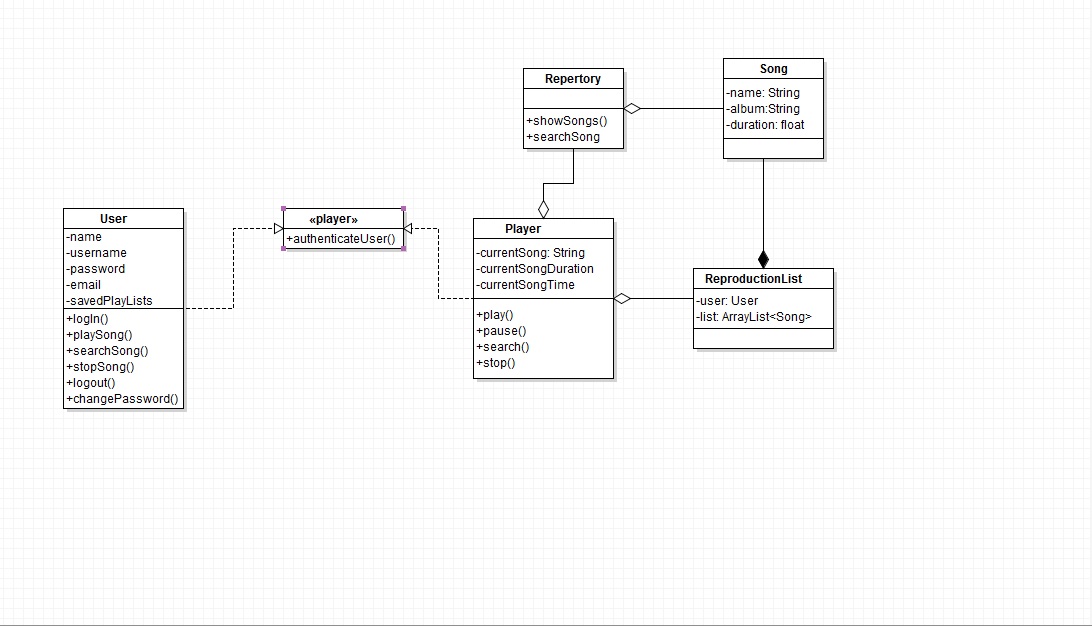 Repertory
+showSongs()
+searchSong
Song
-name: String
-album:String
-duration: float
User
-name
-username
-password
-email
-savedPlayLists
+logIn()
+playSong()
+searchSong()
+stopSong()
+logout()
+changePassword()
«player»
+authenticateUser()
Player
-currentSong: String
-currentSongDuration
-currentSongTime
+play()
+pause()
+search()
+stop()
ReproductionList
-user: User
-list: ArrayList<Song>